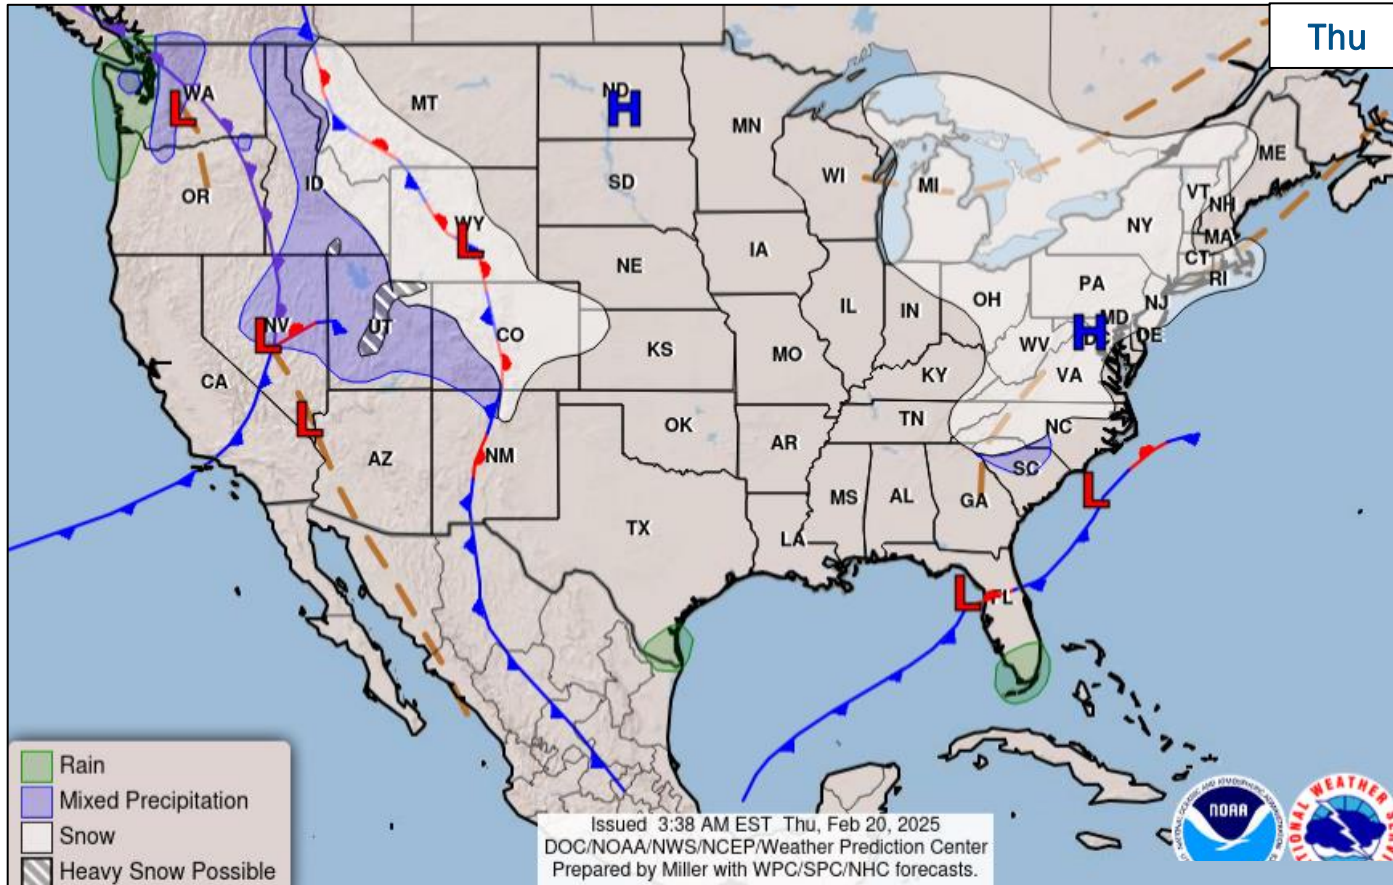 Thu
WA
MT
ND
H
MN
ME
L
OR
ID
SD
WI
MI
VT
NH
NY
MA
WY
L
CT
RI
NE
IA
PA
NJ
OH
MD
H
DE
IL
IN
NV
L
UT
CO
WV
KS
MO
VA
CA
KY
L
NC
TN
OK
AR
AZ
NM
SC
L
MS
AL
GA
TX
LA
L
FL
Rain
Mixed Precipitation
Snow
Heavy Snow Possible
Issued 3:38 AM EST Thu, Feb 20, 2025
DOC/NOAA/NWS/NCEP/Weather Prediction Center
Prepared by Miller with WPC/SPC/NHC forecasts.
NOAA